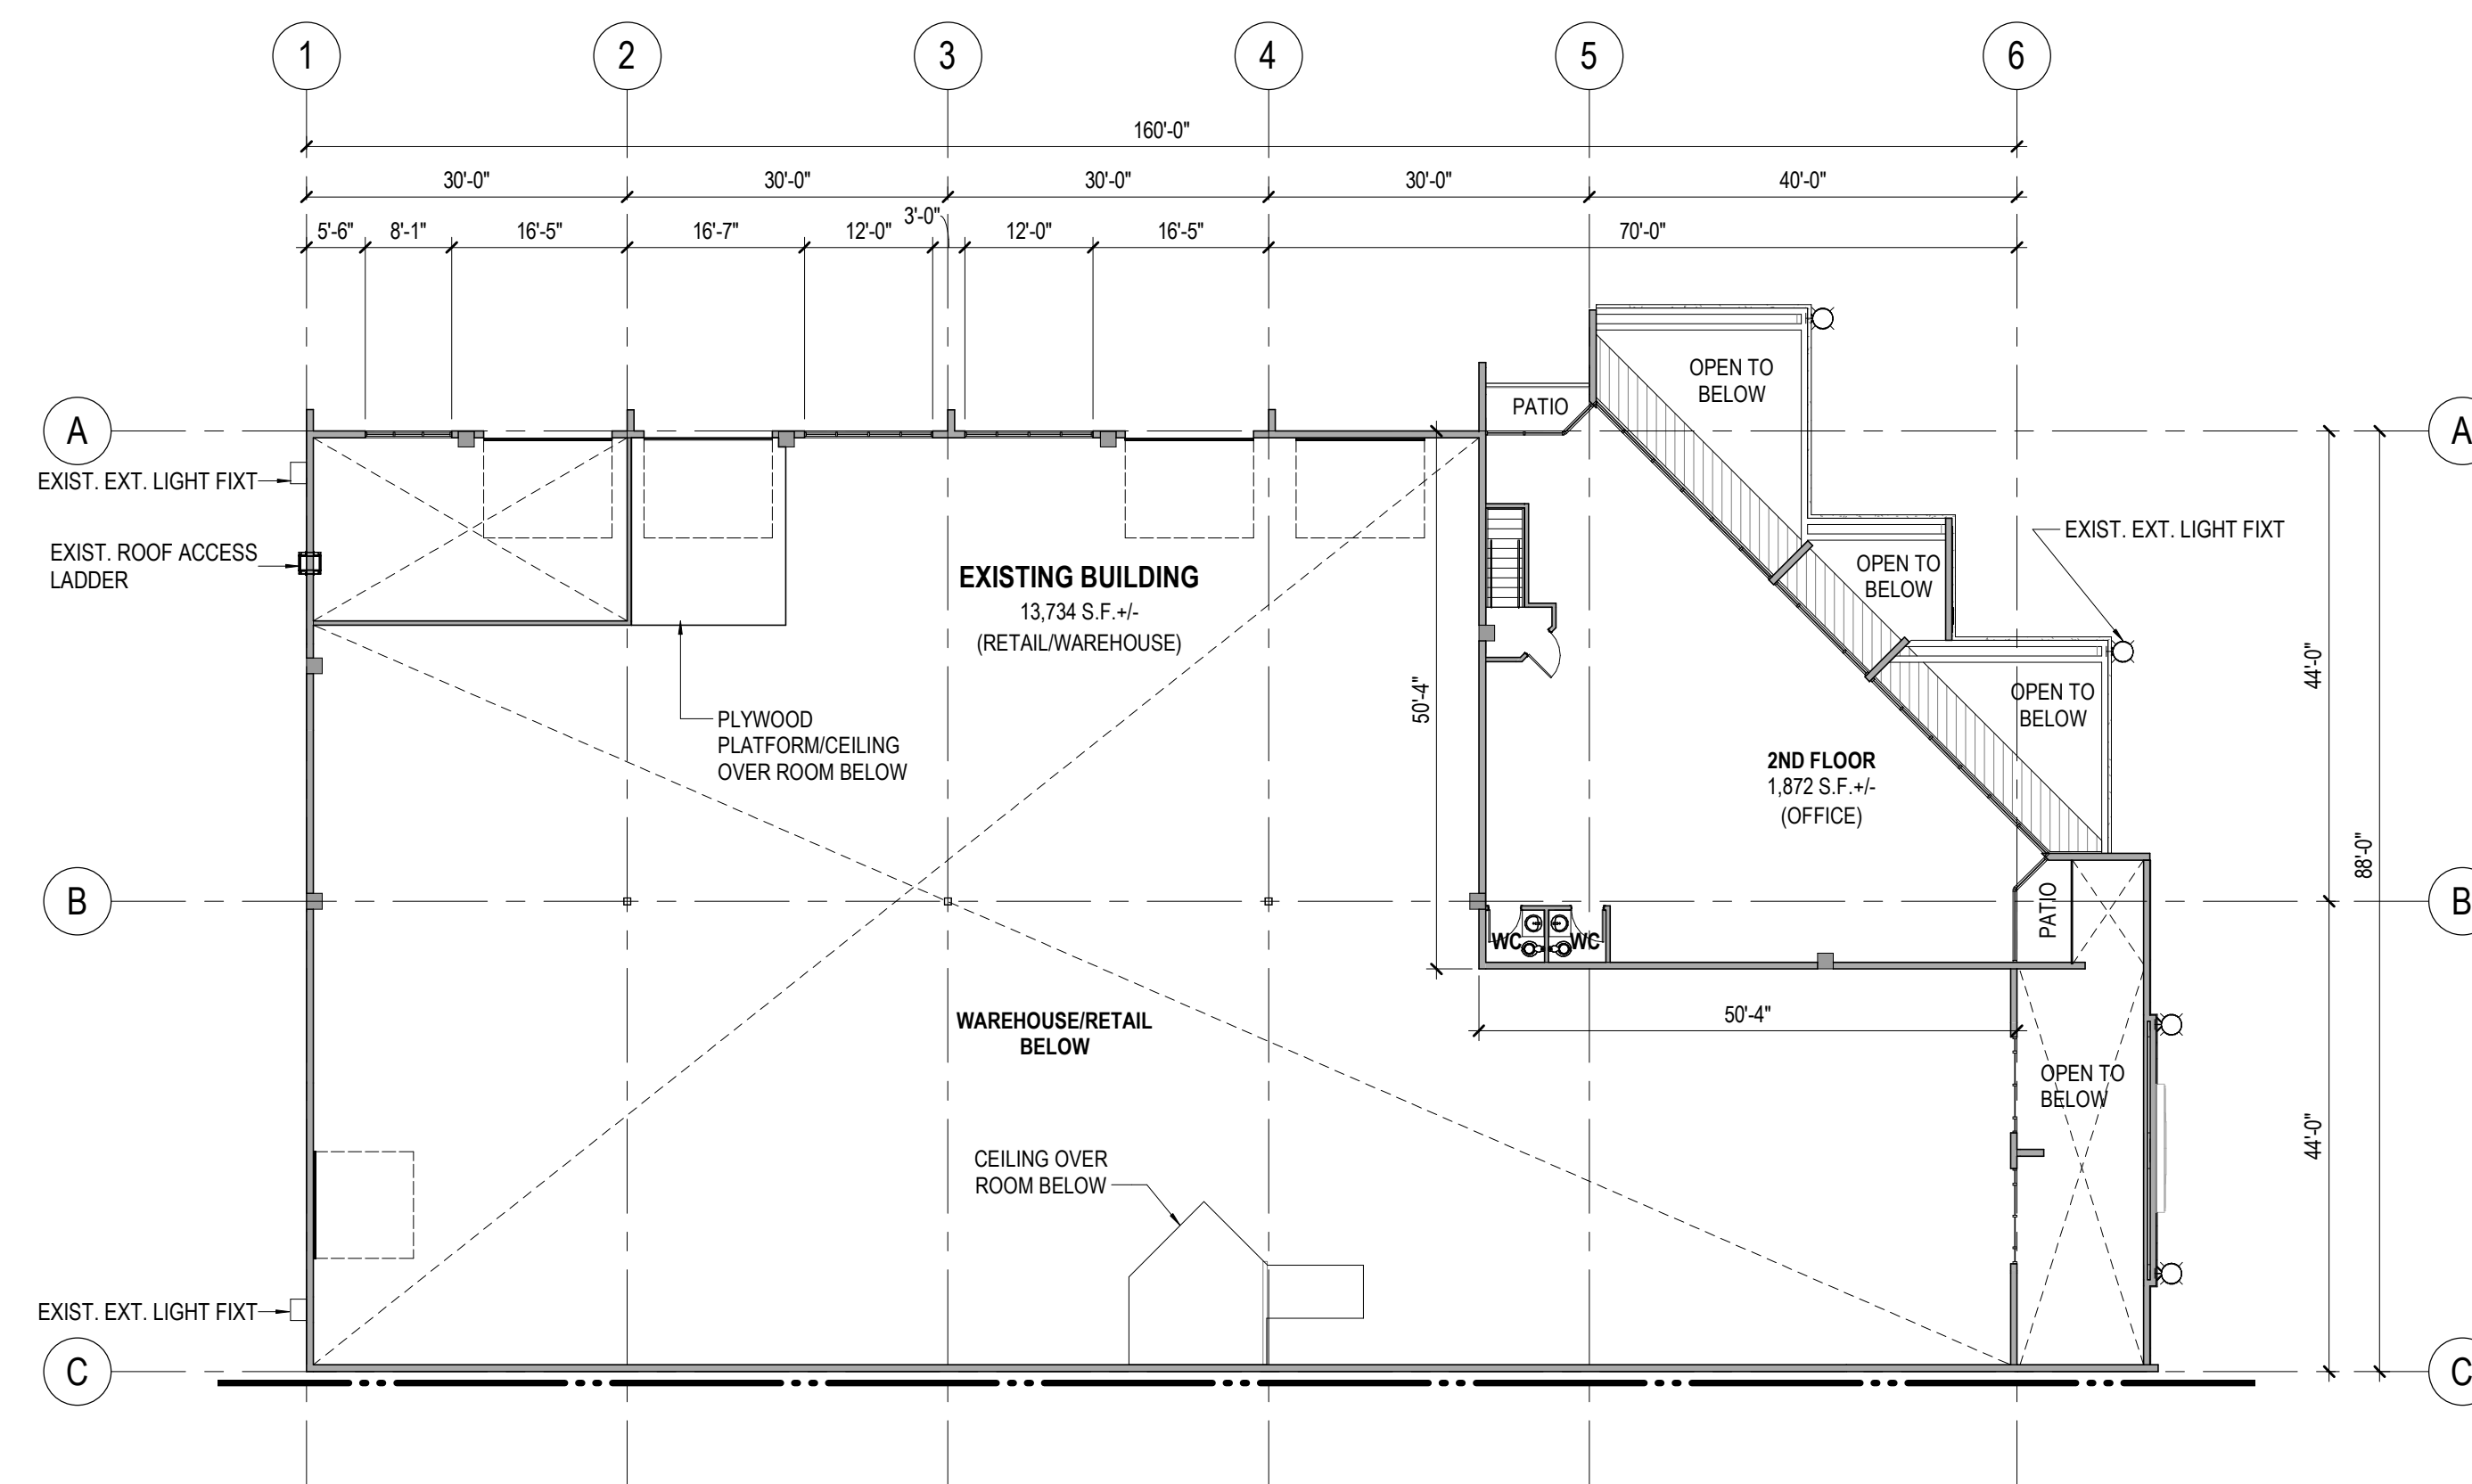 1 2 3 4 5 6
160'-0"
30'-0" 30'-0" 30'-0" 30'-0" 40'-0"
5'-6" 8'-1" 16'-5" 16'-7" 12'-0" 3'-0" 12'-0" 16'-5" 70'-0"
OPEN TO
BELOW
PATIO
A A
EXIST. EXT. LIGHT FIXT
EXIST. ROOF ACCESS
LADDER
EXISTING BUILDING
13,734 S.F.+/-
(RETAIL/WAREHOUSE)
EXIST. EXT. LIGHT FIXT
OPEN TO
BELOW
OPEN TO
BELOW
44'-0"
50'-4"
PLYWOOD
PLATFORM/CEILING
OVER ROOM BELOW
2ND FLOOR
1,872 S.F.+/-
(OFFICE)
88'-0"
B B
PATIO
WC WC
WAREHOUSE/RETAIL
BELOW
50'-4"
OPEN TO
BELOW
44'-0"
CEILING OVER
ROOM BELOW
EXIST. EXT. LIGHT FIXT
C C